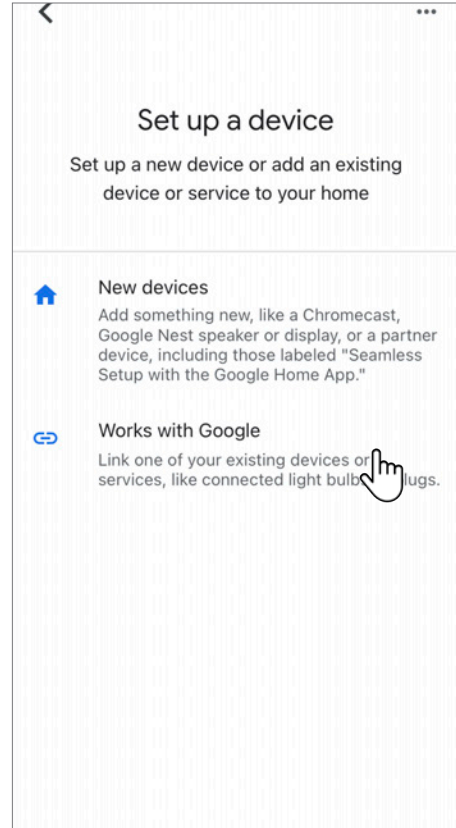 Set up a device
Set up a new device or add an existing
device or service to your home
New devices
Add something new, like a Chromecast,
Google Nest speaker or display, or a partner
device, including those labeled "Seamless
Setup with the Google Home App."
Works with Google
Link one of your existing devices or
services, like connected light